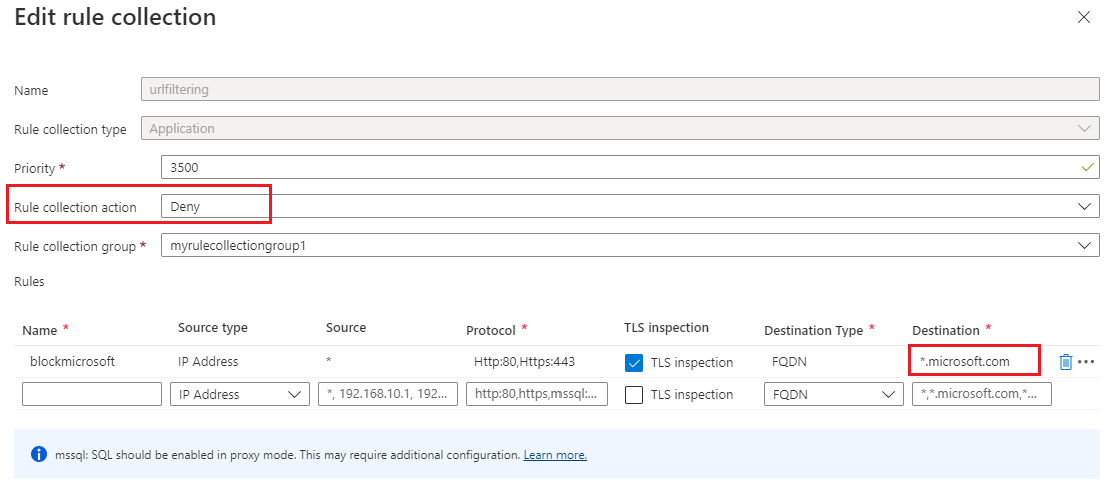 Edit rule collection
Name urlfiltering
Rule collection type Application
Priority * 3500
Rule collection action Deny
Rule collection group * myrulecollectiongroup1
Rules
Name * Source type Source Protocol * TLS inspection Destination Type * Destination *
blockmicrosoft IP Address * Http:80,Https:443 TLS inspection FQDN *.microsoft.com
IP Address *, 192.168.10.1, 192... http:80,https,mssql:... TLS inspection FQDN *,*.microsoft.com,*...
mssql: SQL should be enabled in proxy mode. This may require additional configuration. Learn more.